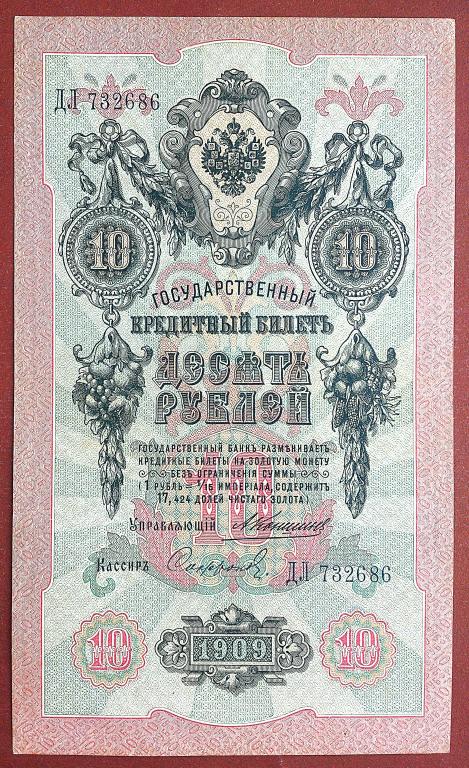 ДЛ 732686
10 10
ГОСУДАРСТВЕННЫЙ
КРЕДИТНЫЙ БИЛЕТЪ
ДЕСЯТЬ
РУБЛЕЙ
ГОСУДАРСТВЕННЫЙ БАНКЪ РАЗМѢНИВАЕТЪ
КРЕДИТНЫЕ БИЛЕТЫ НА ЗОЛОТУЮ МОНЕТУ
БЕЗЪ ОГРАНИЧЕНІЯ СУММЫ
(1 РУБЛЬ = 1/15 ИМПЕРІАЛА, СОДЕРЖИТЪ
17,424 ДОЛЕЙ ЧИСТАГО ЗОЛОТА)
10
УПРАВЛЯЮЩІЙ
КАССИРЪ
ДЛ 732686
10 1909 10